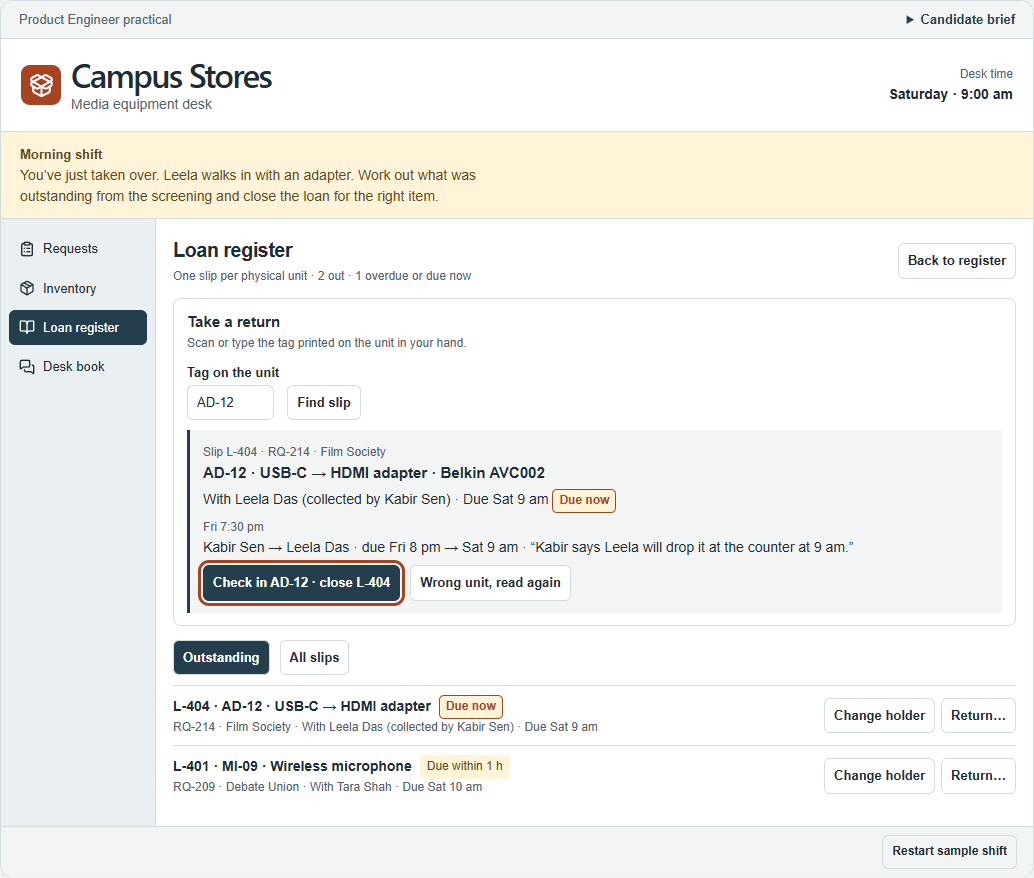 Product Engineer practical
▶ Candidate brief
Campus Stores
Media equipment desk
Desk time
Saturday · 9:00 am
Morning shift
You’ve just taken over. Leela walks in with an adapter. Work out what was
outstanding from the screening and close the loan for the right item.
Requests
Inventory
Loan register
Desk book
Loan register
One slip per physical unit · 2 out · 1 overdue or due now
Back to register
Take a return
Scan or type the tag printed on the unit in your hand.
Tag on the unit
AD-12
Find slip
Slip L-404 · RQ-214 · Film Society
AD-12 · USB-C → HDMI adapter · Belkin AVC002
With Leela Das (collected by Kabir Sen) · Due Sat 9 am Due now
Fri 7:30 pm
Kabir Sen → Leela Das · due Fri 8 pm → Sat 9 am · “Kabir says Leela will drop it at the counter at 9 am.”
Check in AD-12 · close L-404
Wrong unit, read again
Outstanding
All slips
L-404 · AD-12 · USB-C → HDMI adapter Due now
RQ-214 · Film Society · With Leela Das (collected by Kabir Sen) · Due Sat 9 am
Change holder
Return…
L-401 · MI-09 · Wireless microphone Due within 1 h
RQ-209 · Debate Union · With Tara Shah · Due Sat 10 am
Change holder
Return…
Restart sample shift